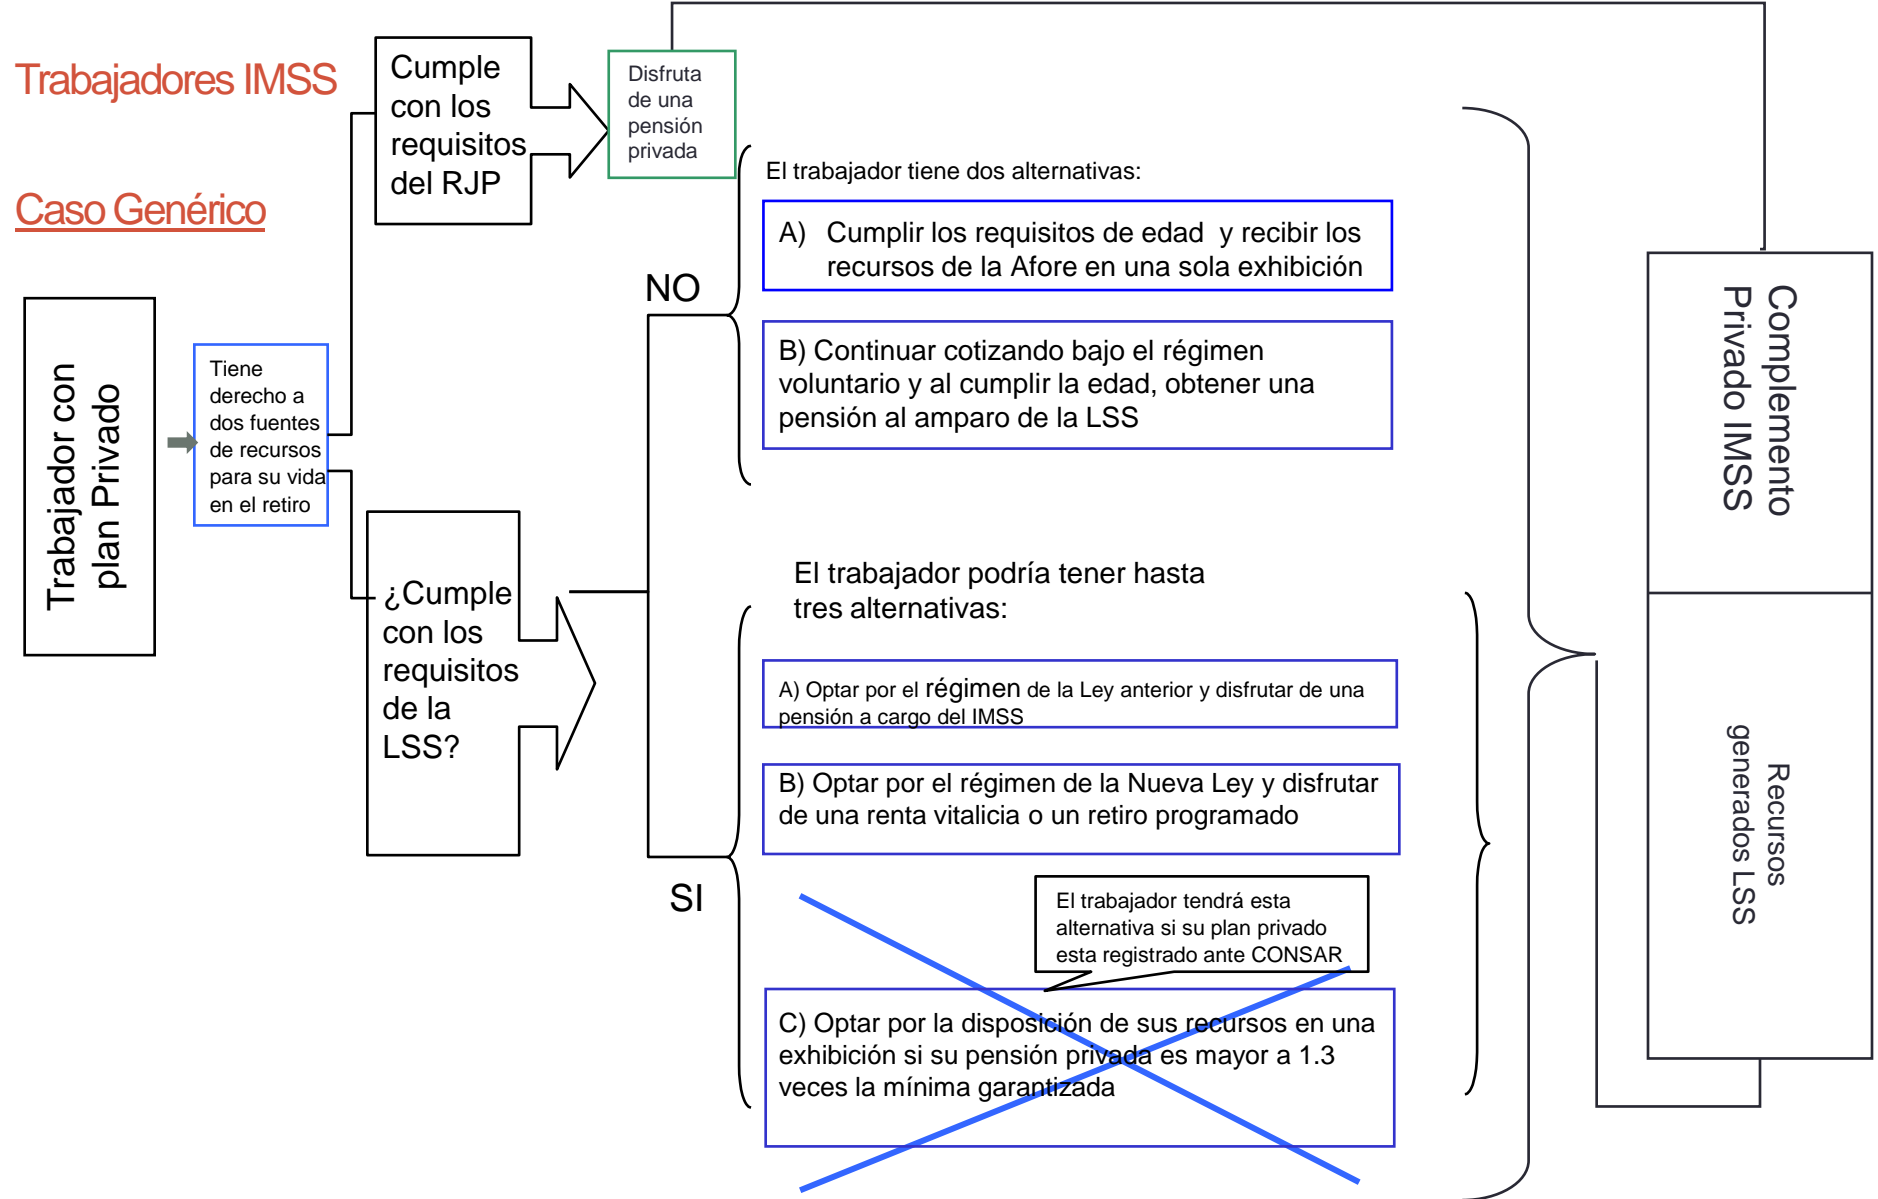 Trabajadores IMSS
Caso Genérico
Trabajador con
plan Privado
Tiene
derecho a
dos fuentes
de recursos
para su vida
en el retiro
Cumple
con los
requisitos
del RJP
Disfruta
de una
pensión
privada
¿Cumple
con los
requisitos
de la
LSS?
NO
El trabajador tiene dos alternativas:
A) Cumplir los requisitos de edad y recibir los
recursos de la Afore en una sola exhibición
B) Continuar cotizando bajo el régimen
voluntario y al cumplir la edad, obtener una
pensión al amparo de la LSS
SI
El trabajador podría tener hasta
tres alternativas:
A) Optar por el régimen de la Ley anterior y disfrutar de una
pensión a cargo del IMSS
B) Optar por el régimen de la Nueva Ley y disfrutar
de una renta vitalicia o un retiro programado
El trabajador tendrá esta
alternativa si su plan privado
esta registrado ante CONSAR
C) Optar por la disposición de sus recursos en una
exhibición si su pensión privada es mayor a 1.3
veces la mínima garantizada
Complemento
Privado IMSS
Recursos
generados LSS